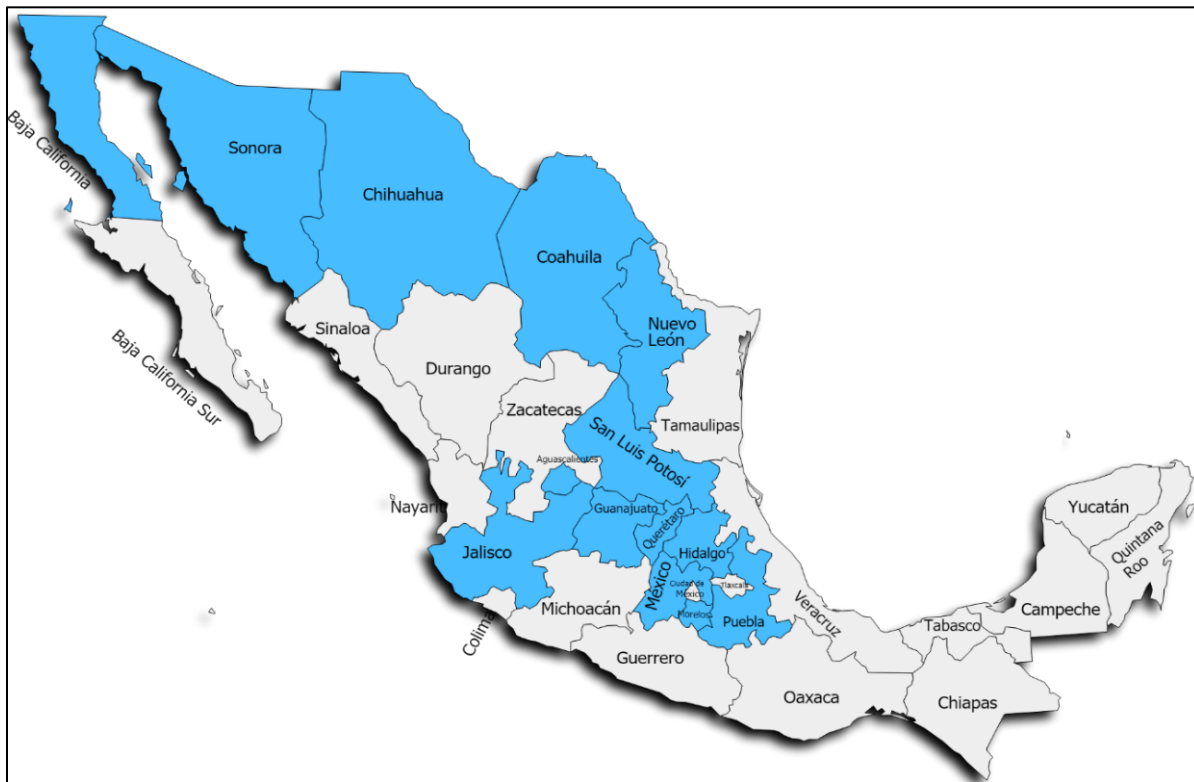 Baja California
Sonora
Chihuahua
Coahuila
Nuevo
León
Sinaloa
Baja California Sur
Durango
Zacatecas
Tamaulipas
San Luis Potosí
Aguascalientes
Nayarit
Guanajuato
Querétaro
Jalisco
Hidalgo
México
Ciudad de
México
Tlaxcala
Morelos
Puebla
Michoacán
Colima
Veracruz
Guerrero
Oaxaca
Tabasco
Chiapas
Campeche
Yucatán
Quintana
Roo